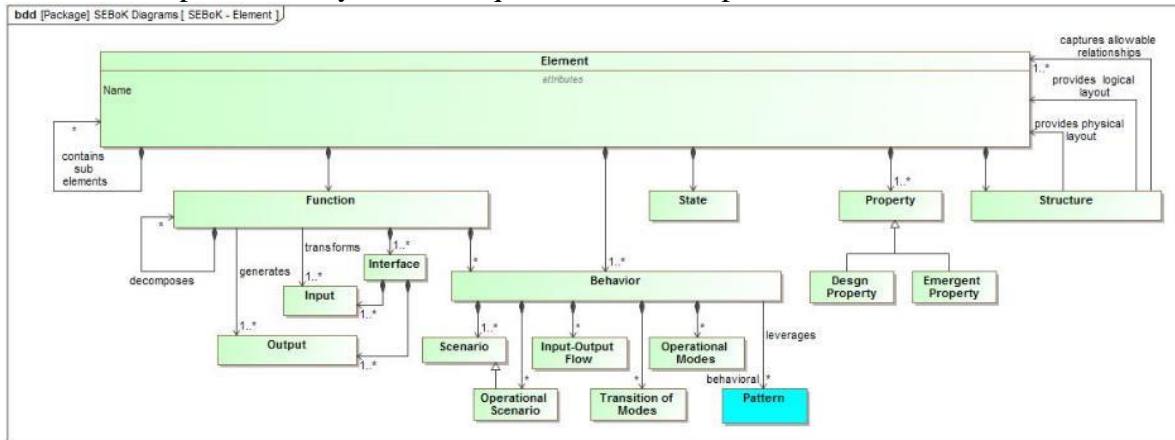 bdd [Package] SEBoK Diagrams [ SEBoK - Element ]
captures allowable
relationships
Element
1..*
attributes
provides logical
layout
Name
provides physical
layout
*
contains
sub
elements
1..*
Function
State
Property
Structure
*
transforms
1..*
decomposes
generates
Interface
*
1..*
1..*
Input
Behavior
Desgn
Property
Emergent
Property
1..*
1..*
Output
1..*
1..*
*
*
leverages
Scenario
Input-Output
Flow
Operational
Modes
*
*
behavioral
*
Operational
Scenario
Transition of
Modes
Pattern